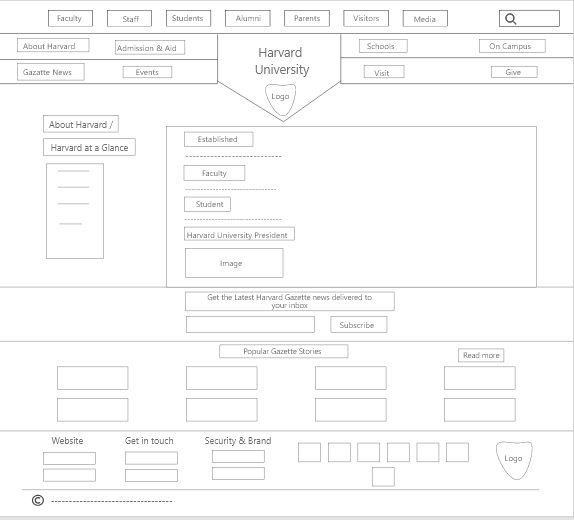 Faculty
Staff
Students
Alumni
Parents
Visitors
Media
About Harvard
Admission & Aid
Harvard
University
Schools
On Campus
Gazatte News
Events
Logo
Visit
Give
About Harvard /
Harvard at a Glance
Established
Faculty
Student
Harvard University President
Image
Get the Latest Harvard Gazette news delivered to
your inbox
Subscribe
Popular Gazette Stories
Read more
Website
Get in touch
Security & Brand
Logo
©